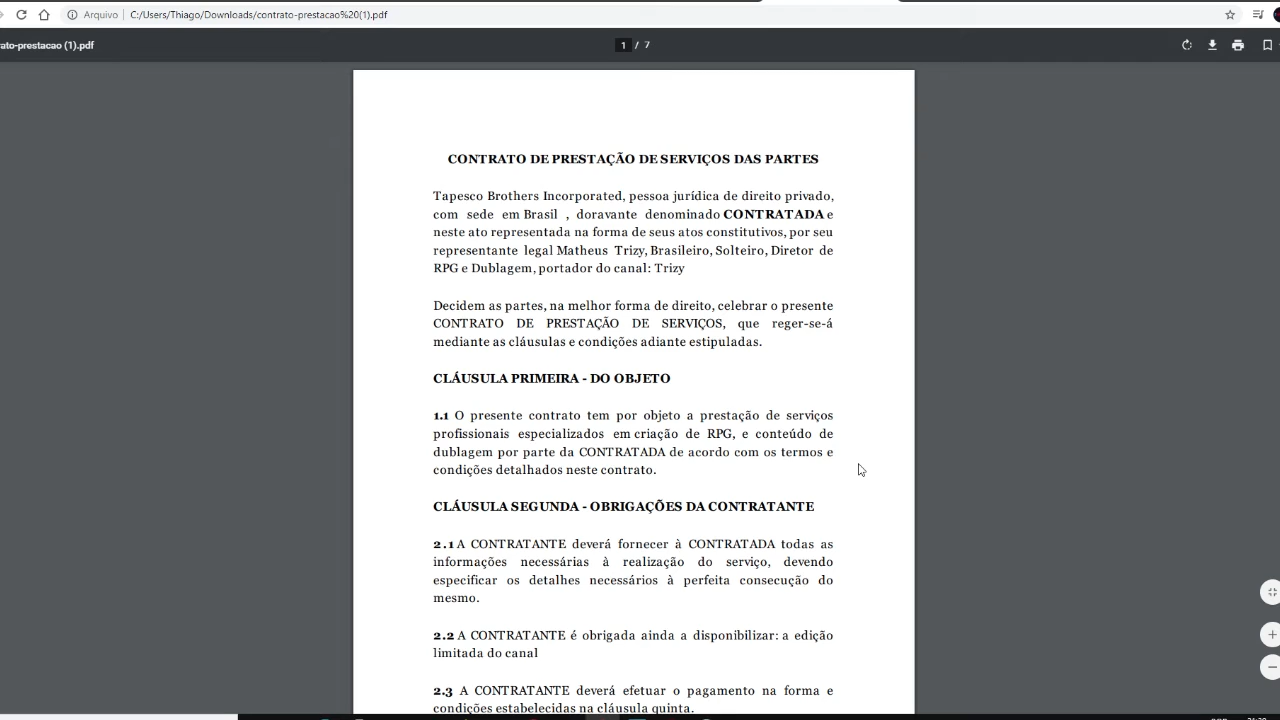 Arquivo C:/Users/Thiago/Downloads/contrato-prestacao%20(1).pdf
ato-prestacao (1).pdf
1 / 7
CONTRATO DE PRESTAÇÃO DE SERVIÇOS DAS PARTES
Tapesco Brothers Incorporated, pessoa jurídica de direito privado,
com sede em Brasil , doravante denominado CONTRATADA e
neste ato representada na forma de seus atos constitutivos, por seu
representante legal Matheus Trizy, Brasileiro, Solteiro, Diretor de
RPG e Dublagem, portador do canal: Trizy
Decidem as partes, na melhor forma de direito, celebrar o presente
CONTRATO DE PRESTAÇÃO DE SERVIÇOS, que reger-se-á
mediante as cláusulas e condições adiante estipuladas.
CLÁUSULA PRIMEIRA - DO OBJETO
1.1 O presente contrato tem por objeto a prestação de serviços
profissionais especializados em criação de RPG, e conteúdo de
dublagem por parte da CONTRATADA de acordo com os termos e
condições detalhados neste contrato.
CLÁUSULA SEGUNDA - OBRIGAÇÕES DA CONTRATANTE
2.1 A CONTRATANTE deverá fornecer à CONTRATADA todas as
informações necessárias à realização do serviço, devendo
especificar os detalhes necessários à perfeita consecução do
mesmo.
2.2 A CONTRATANTE é obrigada ainda a disponibilizar: a edição
limitada do canal
2.3 A CONTRATANTE deverá efetuar o pagamento na forma e
condições estabelecidas na cláusula quinta.